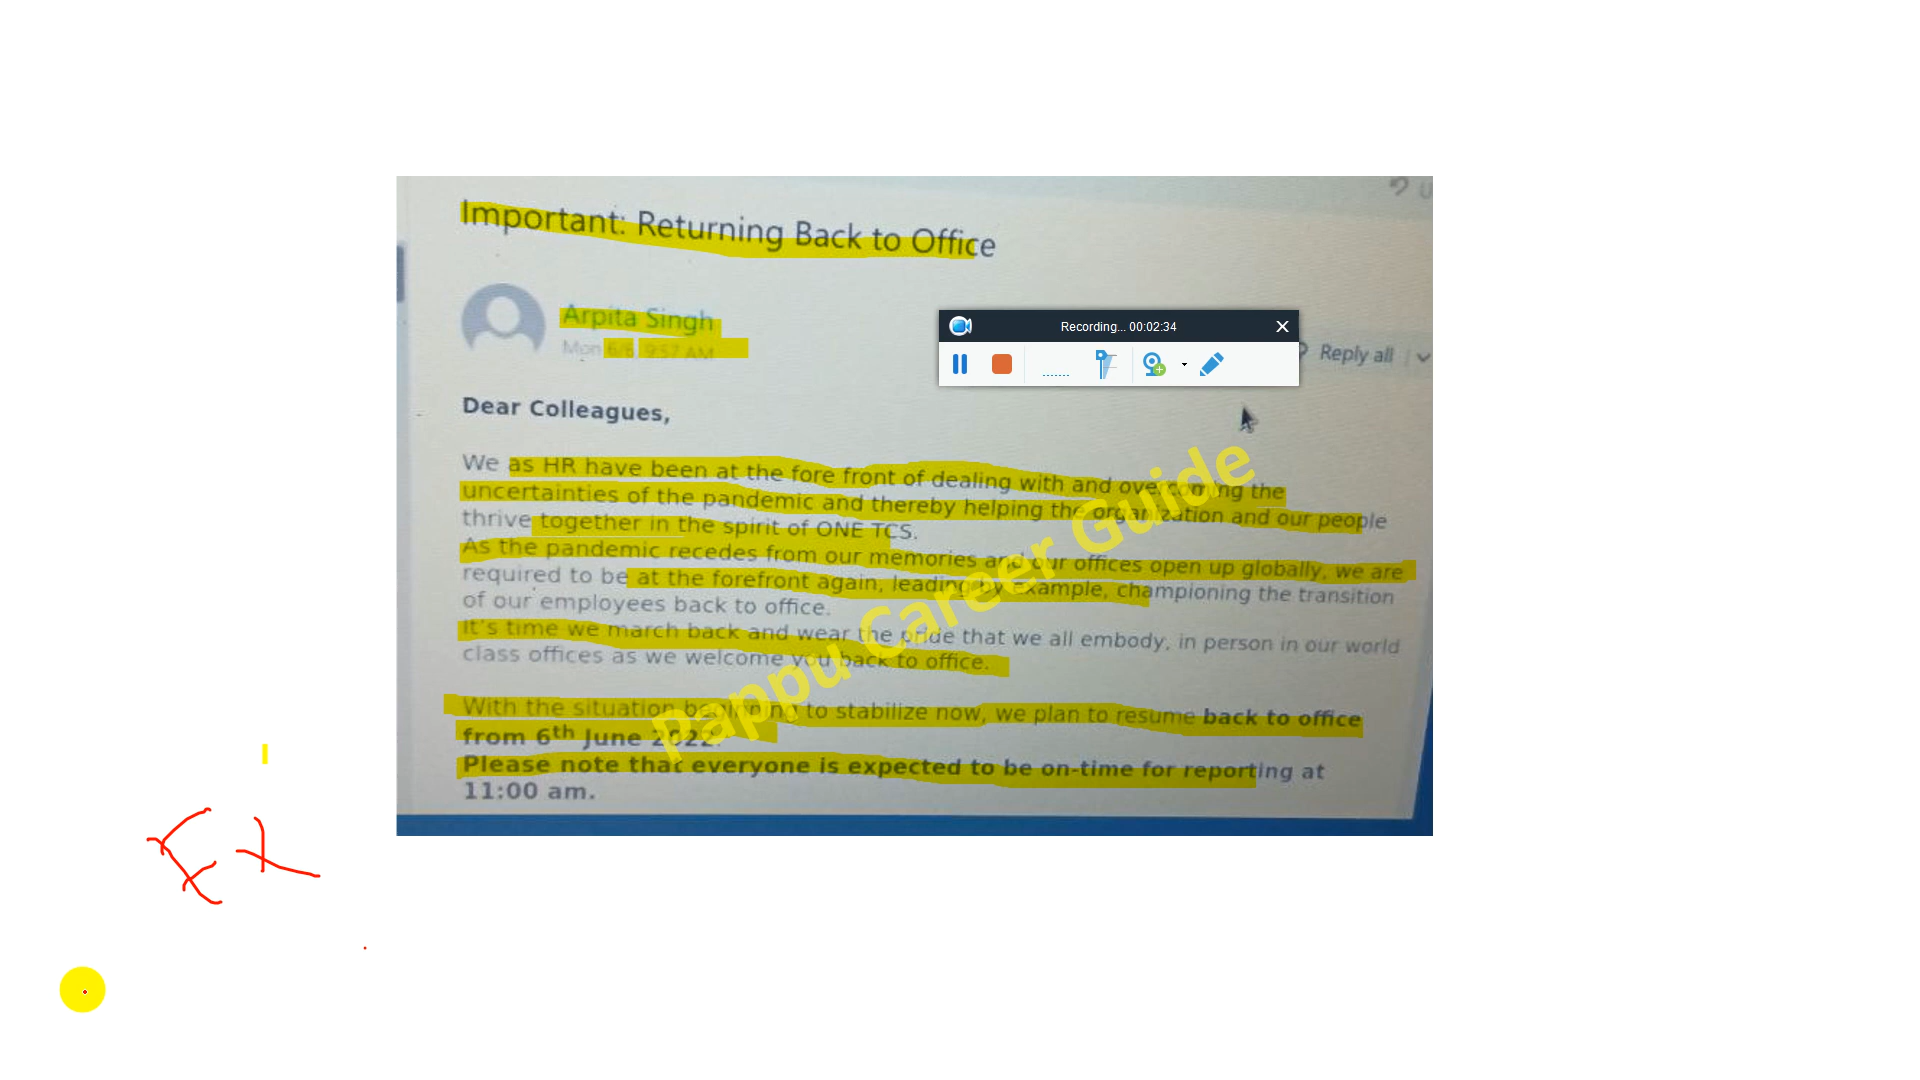 Important: Returning Back to Office
Arpita Singh
Mon 6/6, 9:57 AM
Recording... 00:02:34
Reply all
Dear Colleagues,
We as HR have been at the fore front of dealing with and overcoming the
uncertainties of the pandemic and thereby helping the organization and our people
thrive together in the spirit of ONE TCS.
As the pandemic recedes from our memories and our offices open up globally, we are
required to be at the forefront again, leading by example, championing the transition
of our employees back to office.
It's time we march back and wear the pride that we all embody, in person in our world
class offices as we welcome you back to office.
With the situation beginning to stabilize now, we plan to resume back to office
from 6th June 2022.
Please note that everyone is expected to be on-time for reporting at
11:00 am.
Pappu Career Guide